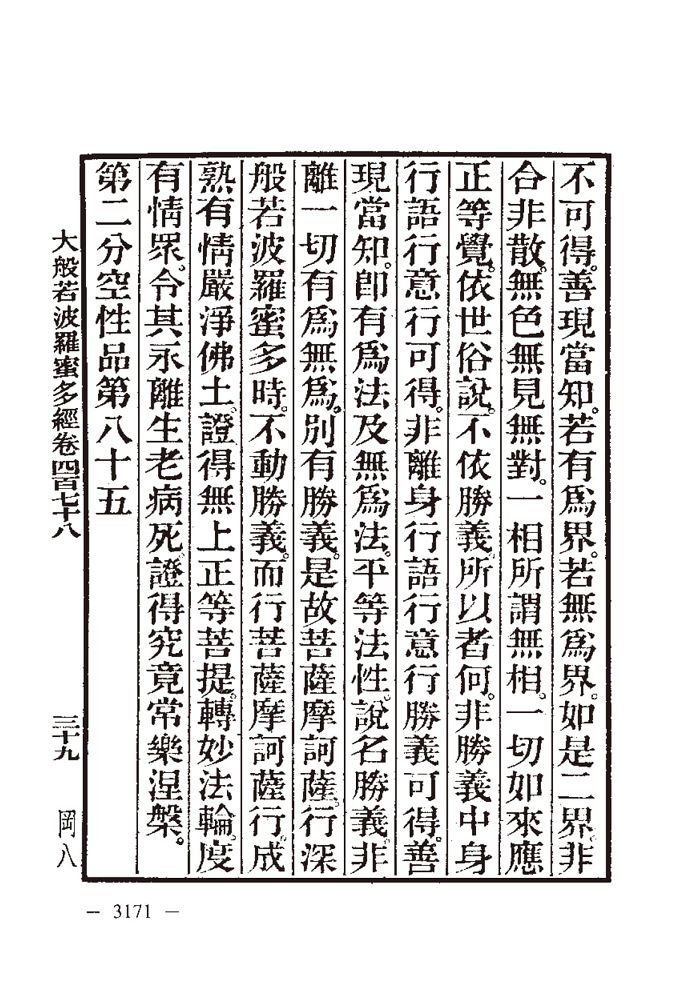 不可得。善現當知。若有爲界。若無爲界。如是二界。非
合非散。無色無見無對。一相所謂無相。一切如來應
正等覺。依世俗說。不依勝義。所以者何。非勝義中身
行語行意行可得。非離身行語行意行勝義可得。善
現當知。卽有爲法及無爲法。平等法性。說名勝義。非
離一切有爲無爲。別有勝義。是故菩薩摩訶薩。行深
般若波羅蜜多時。不動勝義。而行菩薩摩訶薩行。成
熟有情。嚴淨佛土。證得無上正等菩提。轉妙法輪。度
有情眾。令其永離生老病死。證得究竟常樂涅槃。
第二分空性品第八十五
大般若波羅蜜多經卷四百七十八
三十九
岡八
— 3171 —